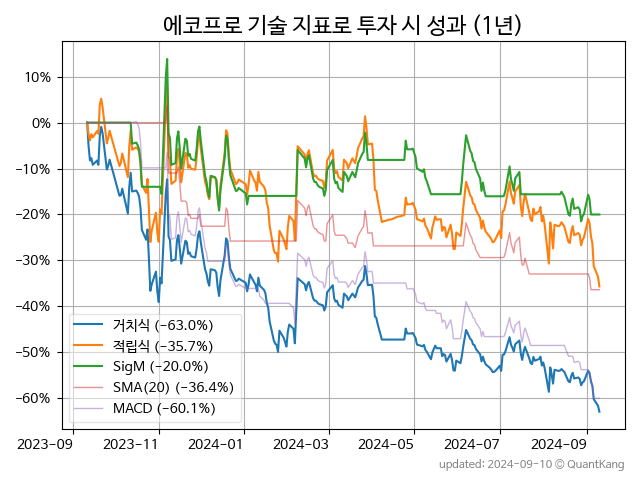 에코프로 기술 지표로 투자 시 성과 (1년)
10%
0%
−10%
−20%
−30%
−40%
−50%
−60%
거치식 (−63.0%)
적립식 (−35.7%)
SigM (−20.0%)
SMA(20) (−36.4%)
MACD (−60.1%)
2023-09 2023-11 2024-01 2024-03 2024-05 2024-07 2024-09
updated: 2024-09-10 ⓒ QuantKang